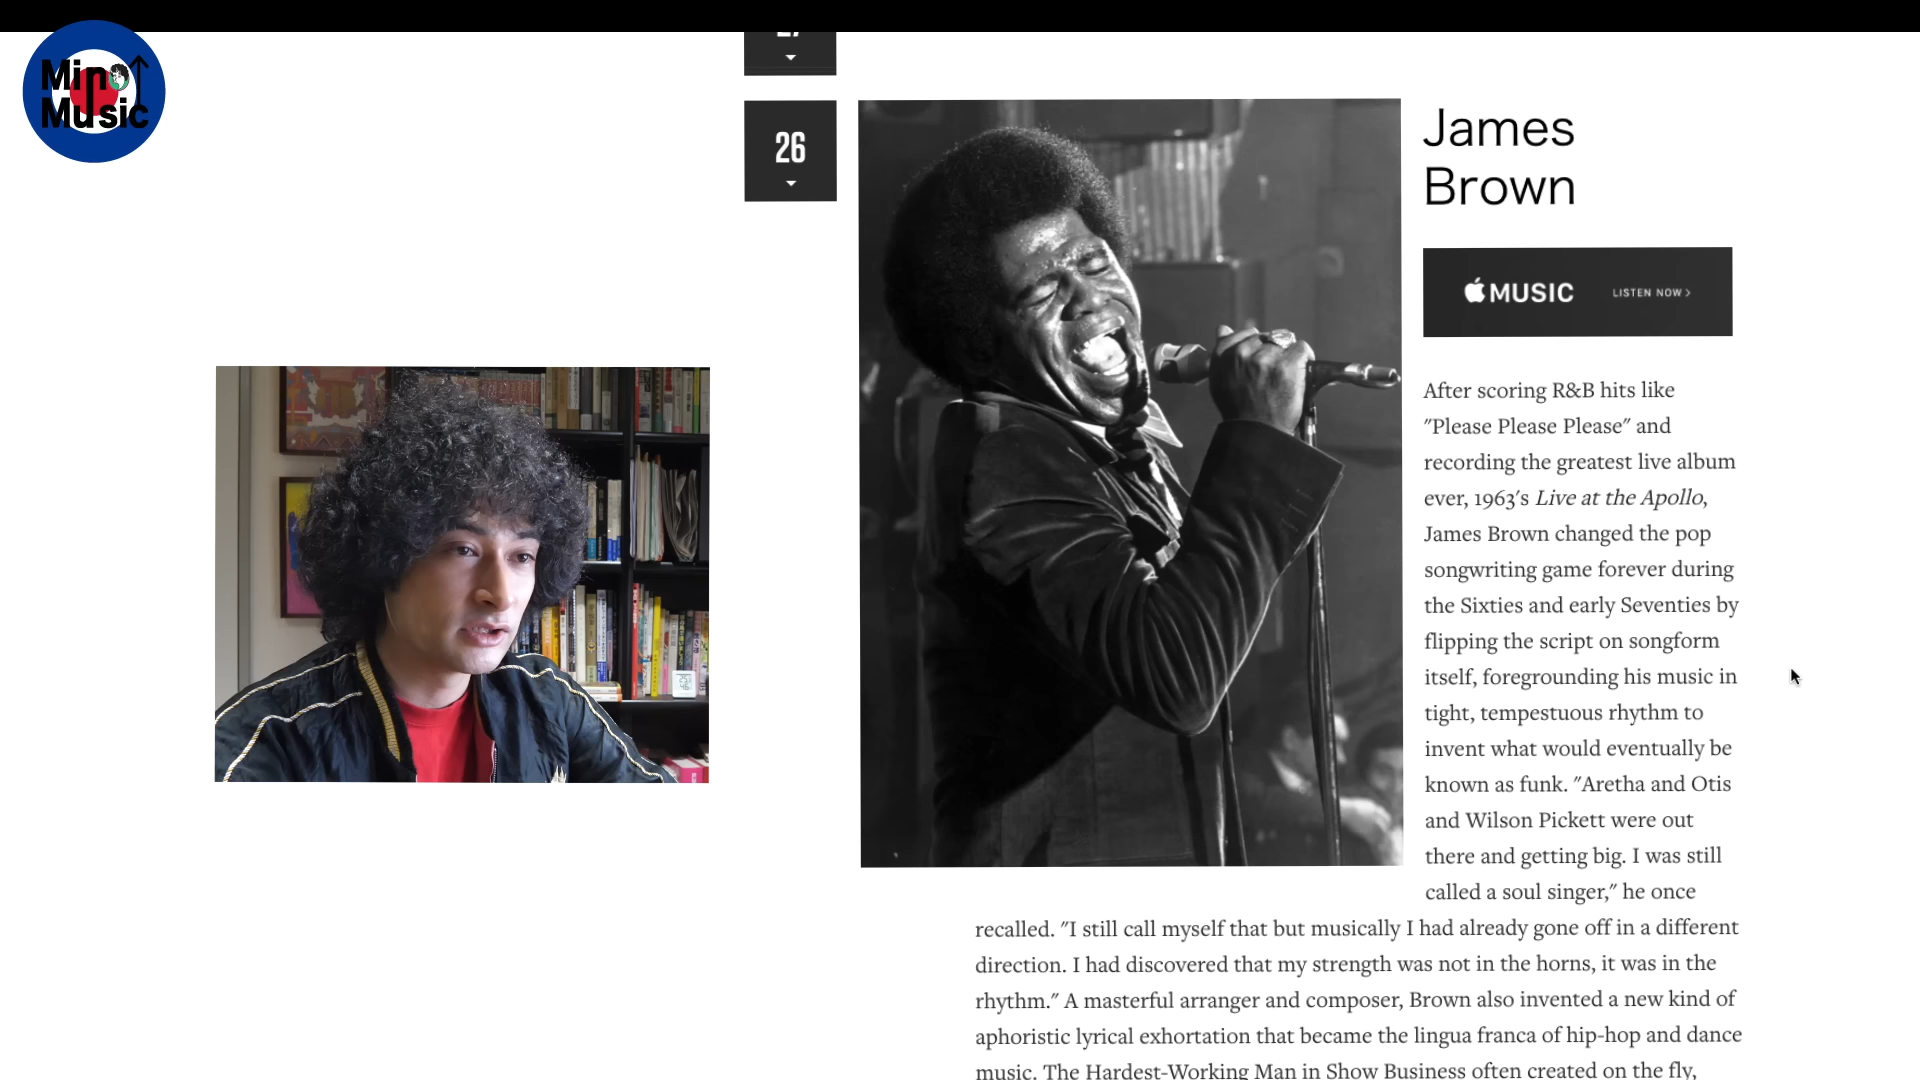 Mino
Music
26
James
Brown
MUSIC
LISTEN NOW >
After scoring R&B hits like
"Please Please Please" and
recording the greatest live album
ever, 1963's Live at the Apollo,
James Brown changed the pop
songwriting game forever during
the Sixties and early Seventies by
flipping the script on songform
itself, foregrounding his music in
tight, tempestuous rhythm to
invent what would eventually be
known as funk. "Aretha and Otis
and Wilson Pickett were out
there and getting big. I was still
called a soul singer," he once
recalled. "I still call myself that but musically I had already gone off in a different
direction. I had discovered that my strength was not in the horns, it was in the
rhythm." A masterful arranger and composer, Brown also invented a new kind of
aphoristic lyrical exhortation that became the lingua franca of hip-hop and dance
music. The Hardest-Working Man in Show Business often created on the fly,